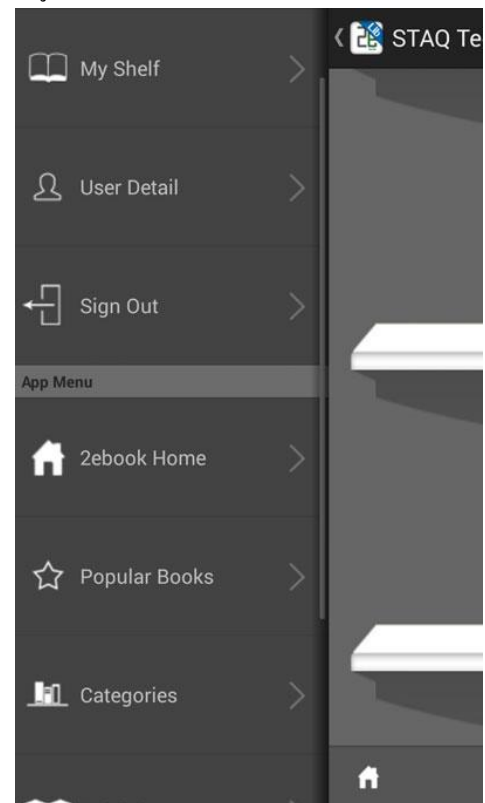 My Shelf
STAQ Te
User Detail
Sign Out
App Menu
2ebook Home
Popular Books
Categories